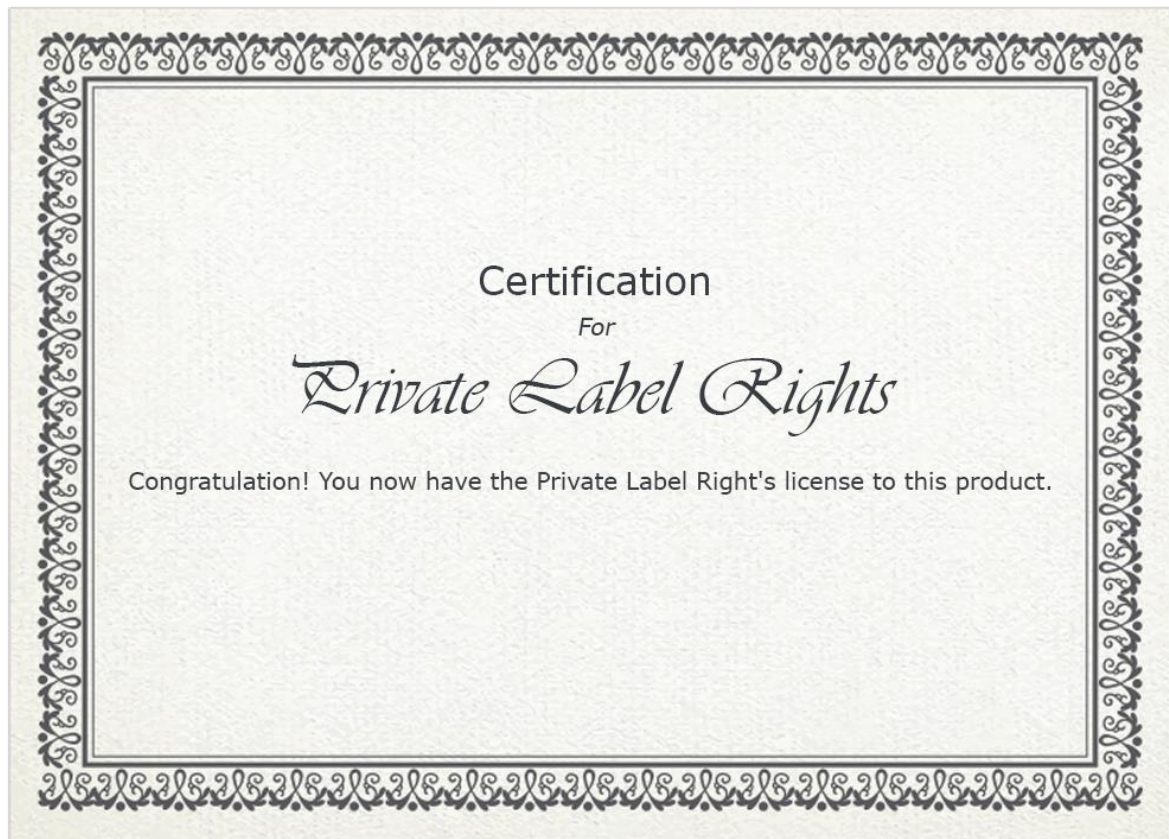 Certification
For
Private Label Rights
Congratulation! You now have the Private Label Right's license to this product.